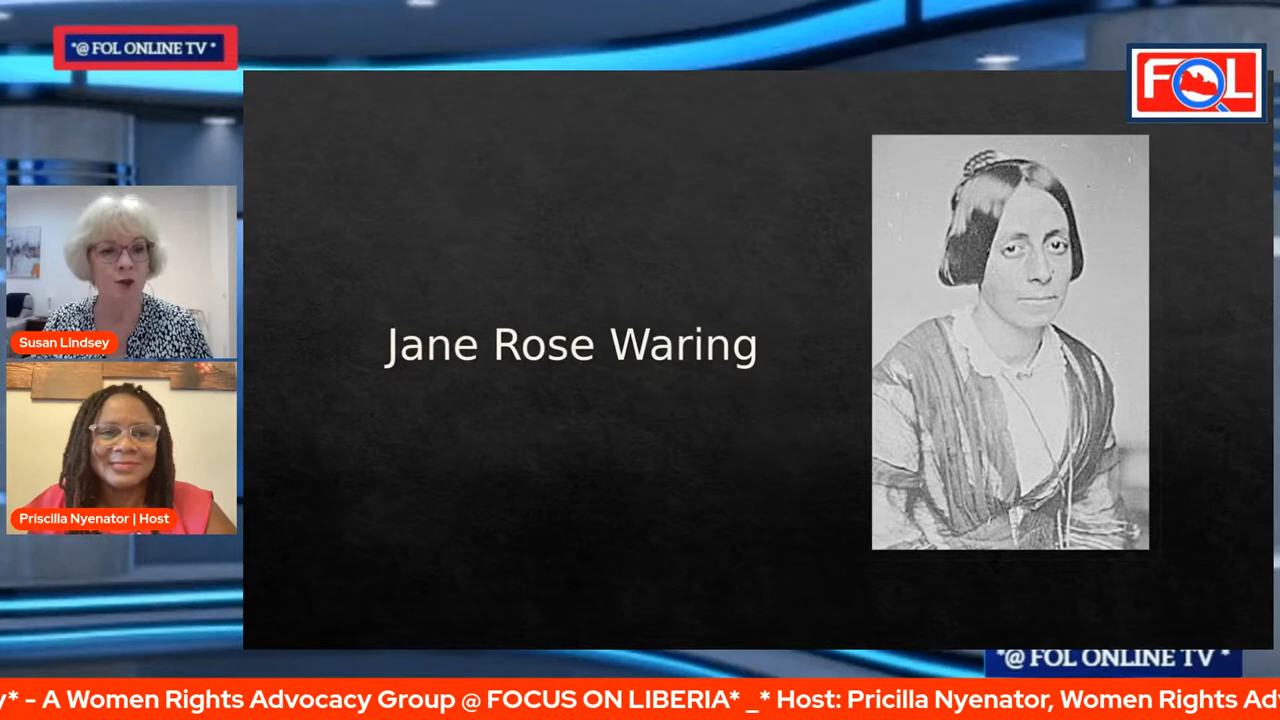 *@ FOL ONLINE TV *
FOL
Jane Rose Waring
Susan Lindsey
Priscilla Nyenator | Host
*@ FOL ONLINE TV *
y* - A Women Rights Advocacy Group @ FOCUS ON LIBERIA* _* Host: Pricilla Nyenator, Women Rights Ad